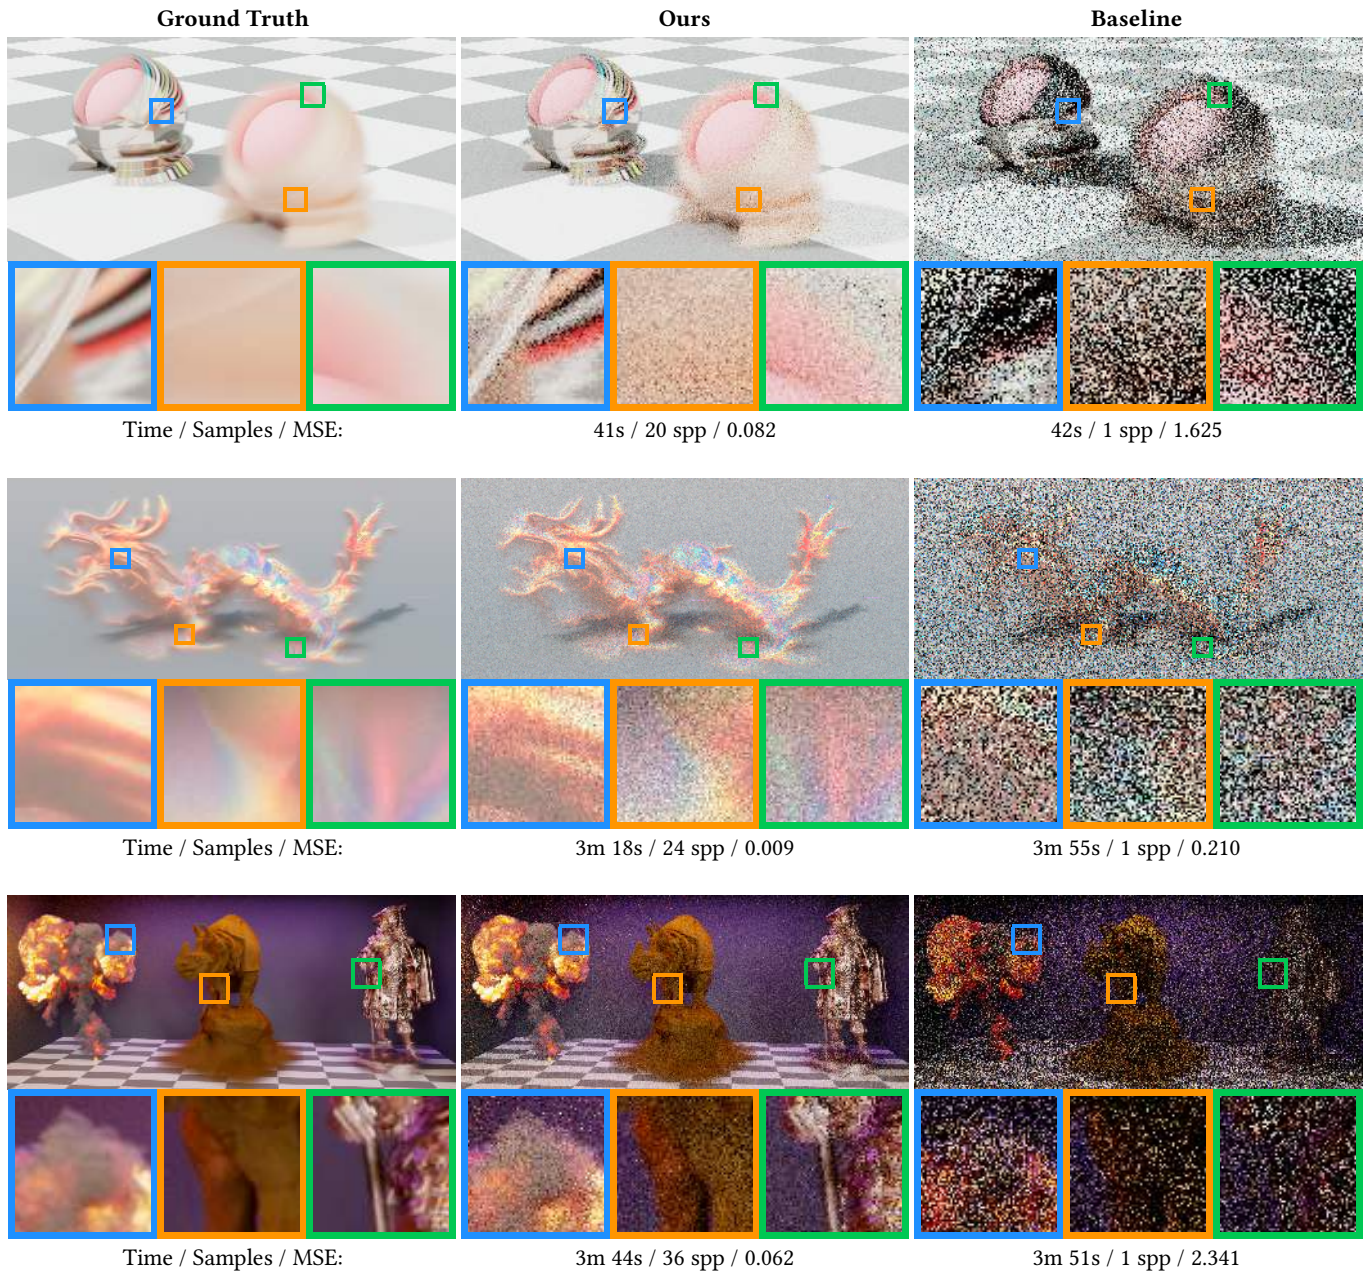 Ground Truth
Ours
Baseline
Time / Samples / MSE:
41s / 20 spp / 0.082
42s / 1 spp / 1.625
Time / Samples / MSE:
3m 18s / 24 spp / 0.009
3m 55s / 1 spp / 0.210
Time / Samples / MSE:
3m 44s / 36 spp / 0.062
3m 51s / 1 spp / 2.341